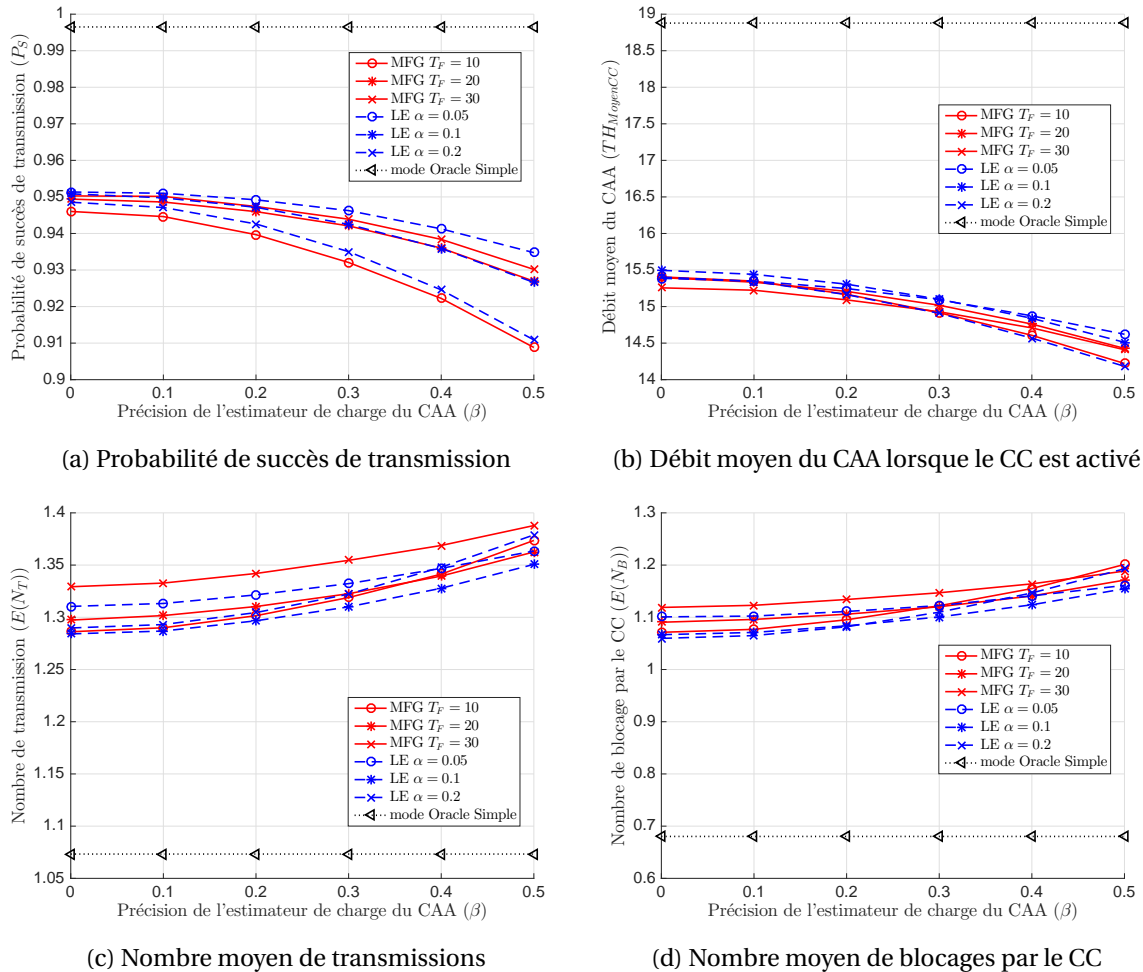 1
0.99
0.98
0.97
0.96
0.95
0.94
0.93
0.92
0.91
0.9
Probabilité de succès de transmission (P_S)
MFG T_F = 10
MFG T_F = 20
MFG T_F = 30
LE α = 0.05
LE α = 0.1
LE α = 0.2
mode Oracle Simple
0 0.1 0.2 0.3 0.4 0.5
Précision de l'estimateur de charge du CAA (β)
(a) Probabilité de succès de transmission
19
18.5
18
17.5
17
16.5
16
15.5
15
14.5
14
Débit moyen du CAA (TH_{MoyenCC})
MFG T_F = 10
MFG T_F = 20
MFG T_F = 30
LE α = 0.05
LE α = 0.1
LE α = 0.2
mode Oracle Simple
0 0.1 0.2 0.3 0.4 0.5
Précision de l'estimateur de charge du CAA (β)
(b) Débit moyen du CAA lorsque le CC est activé
1.4
1.35
1.3
1.25
1.2
1.15
1.1
1.05
Nombre de transmission (E(N_T))
MFG T_F = 10
MFG T_F = 20
MFG T_F = 30
LE α = 0.05
LE α = 0.1
LE α = 0.2
mode Oracle Simple
0 0.1 0.2 0.3 0.4 0.5
Précision de l'estimateur de charge du CAA (β)
(c) Nombre moyen de transmissions
1.3
1.2
1.1
1
0.9
0.8
0.7
0.6
Nombre de blocage par le CC (E(N_B))
MFG T_F = 10
MFG T_F = 20
MFG T_F = 30
LE α = 0.05
LE α = 0.1
LE α = 0.2
mode Oracle Simple
0 0.1 0.2 0.3 0.4 0.5
Précision de l'estimateur de charge du CAA (β)
(d) Nombre moyen de blocages par le CC